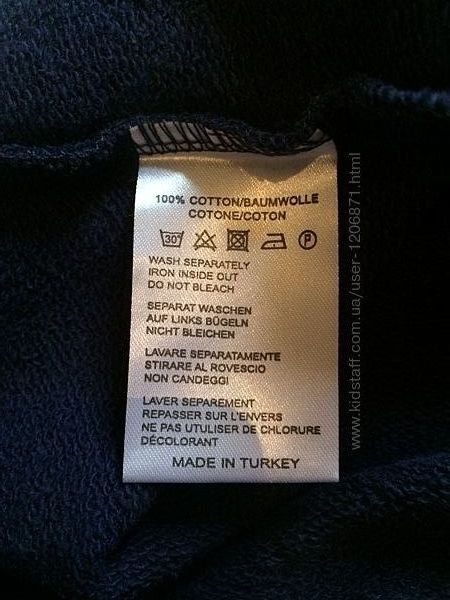 100% COTTON/BAUMWOLLE
COTONE/COTON
30° P
WASH SEPARATELY
IRON INSIDE OUT
DO NOT BLEACH
SEPARAT WASCHEN
AUF LINKS BÜGELN
NICHT BLEICHEN
LAVARE SEPARATAMENTE
STIRARE AL ROVESCIO
NON CANDEGGI
LAVER SEPAREMENT
REPASSER SUR L'ENVERS
NE PAS UTULISER DE CHLORURE
DÉCOLORANT
MADE IN TURKEY
www.kidstaff.com.ua/user-1206871.html